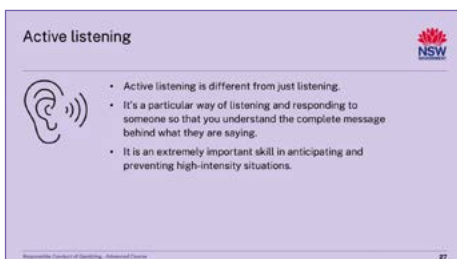 Active listening
NSW
GOVERNMENT
• Active listening is different from just listening.
• It's a particular way of listening and responding to
someone so that you understand the complete message
behind what they are saying.
• It is an extremely important skill in anticipating and
preventing high-intensity situations.
Responsible Conduct of Gambling - Advanced Course
27